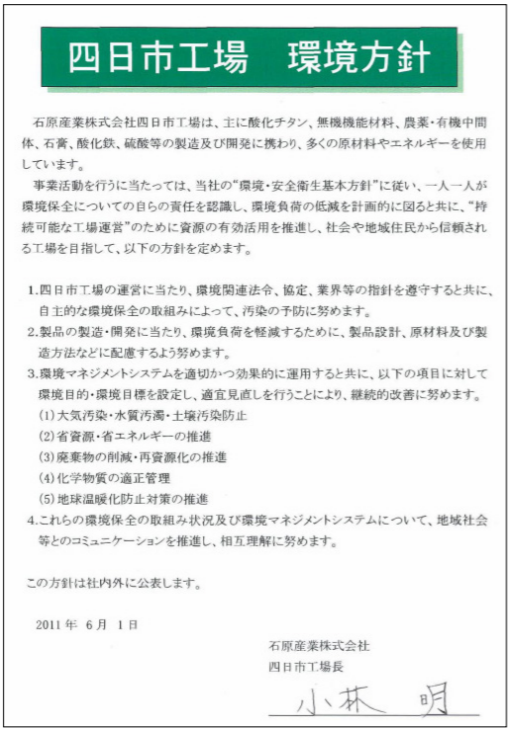 四日市工場　環境方針
石原産業株式会社四日市工場は、主に酸化チタン、無機機能材料、農薬・有機中間
体、石膏、酸化鉄、硫酸等の製造及び開発に携わり、多くの原材料やエネルギーを使用
しています。
事業活動を行うに当たっては、当社の“環境・安全衛生基本方針”に従い、一人一人が
環境保全についての自らの責任を認識し、環境負荷の低減を計画的に図ると共に、“持
続可能な工場運営”のために資源の有効活用を推進し、社会や地域住民から信頼され
る工場を目指して、以下の方針を定めます。
1.四日市工場の運営に当たり、環境関連法令、協定、業界等の指針を遵守すると共に、
自主的な環境保全の取組みによって、汚染の予防に努めます。
2.製品の製造・開発に当たり、環境負荷を軽減するために、製品設計、原材料及び製
造方法などに配慮するよう努めます。
3.環境マネジメントシステムを適切かつ効果的に運用すると共に、以下の項目に対して
環境目的・環境目標を設定し、適宜見直しを行うことにより、継続的改善に努めます。
(1)大気汚染・水質汚濁・土壌汚染防止
(2)省資源・省エネルギーの推進
(3)廃棄物の削減・再資源化の推進
(4)化学物質の適正管理
(5)地球温暖化防止対策の推進
4.これらの環境保全の取組み状況及び環境マネジメントシステムについて、地域社会
等とのコミュニケーションを推進し、相互理解に努めます。
この方針は社内外に公表します。
2011年 6月 1日
石原産業株式会社
四日市工場長
小林 明